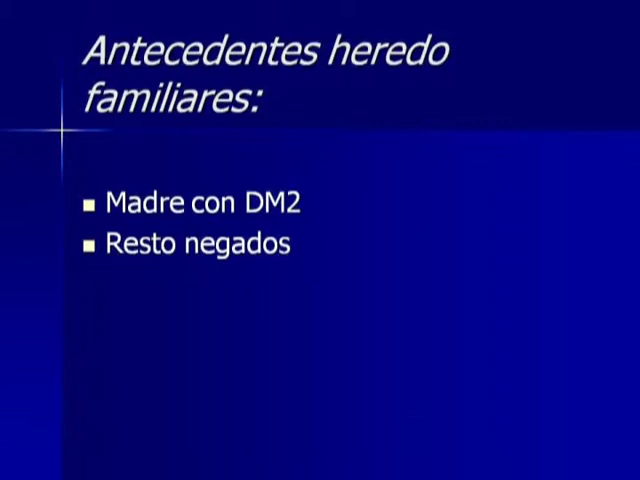 Antecedentes heredo
familiares:
Madre con DM2
Resto negados